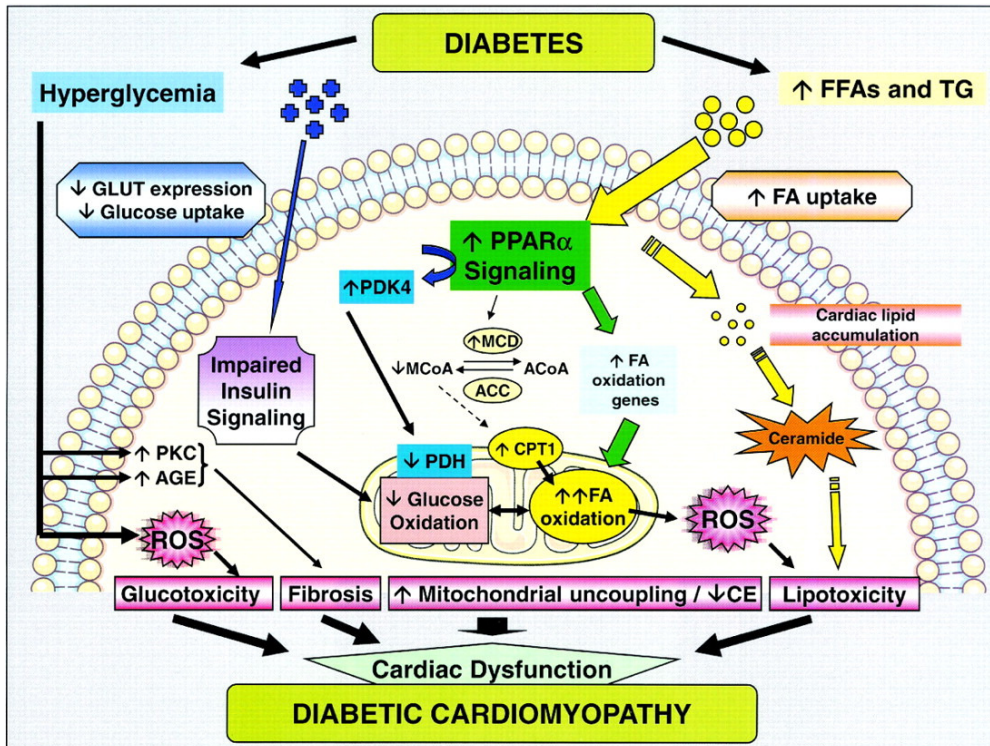 DIABETES
Hyperglycemia
↑ FFAs and TG
↓ GLUT expression
↓ Glucose uptake
↑ FA uptake
↑ PPARα
Signaling
↑PDK4
Cardiac lipid
accumulation
↑MCD
↓MCoA
ACoA
ACC
↑ FA
oxidation
genes
Impaired
Insulin
Signaling
Ceramide
↑ PKC
↑ AGE
↓ PDH
↑ CPT1
↓ Glucose
Oxidation
↑↑FA
oxidation
ROS
ROS
Glucotoxicity
Fibrosis
↑ Mitochondrial uncoupling / ↓CE
Lipotoxicity
Cardiac Dysfunction
DIABETIC CARDIOMYOPATHY